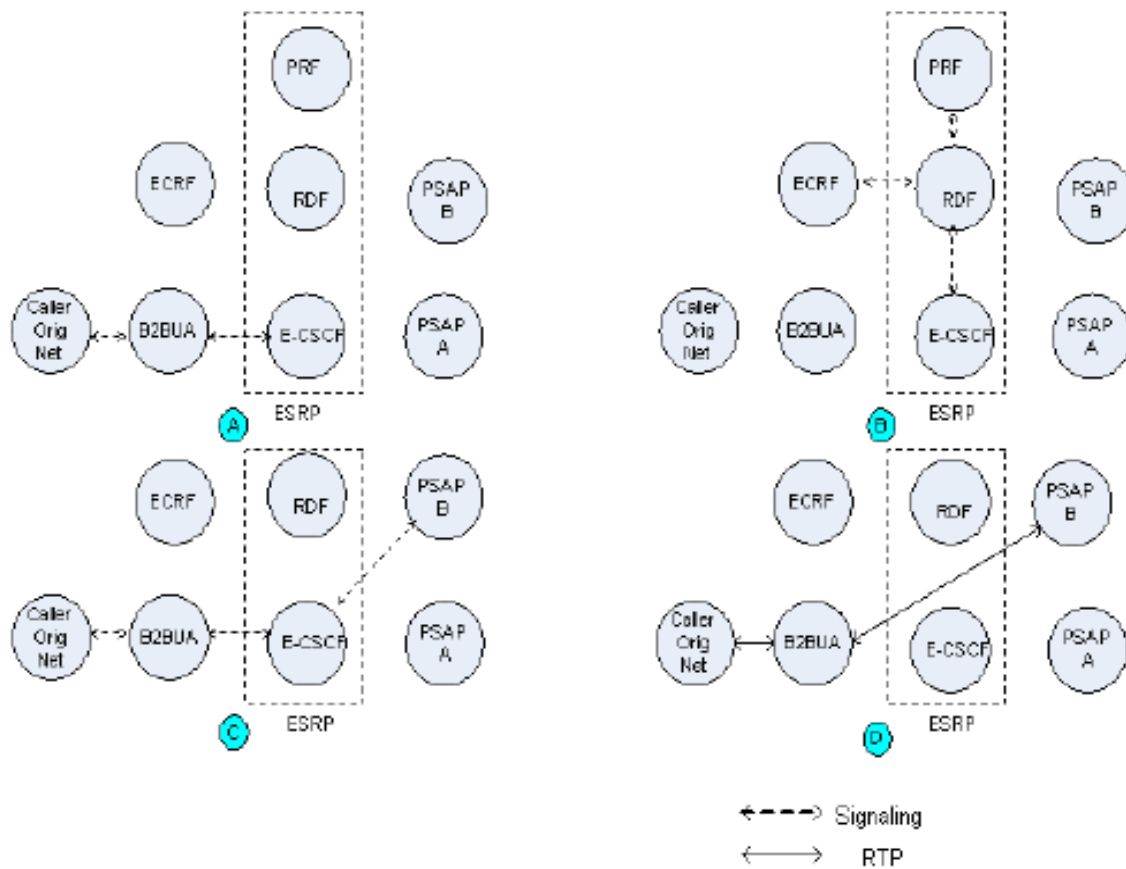 PRF
ECRF
RDF
PSAP
B
Caller
Orig
Net
B2BUA
E-CSCF
PSAP
A
A
ESRP
PRF
ECRF
RDF
PSAP
B
Caller
Orig
Net
B2BUA
E-CSCF
PSAP
A
B
ESRP
ECRF
RDF
PSAP
B
Caller
Orig
Net
B2BUA
E-CSCF
PSAP
A
C
ESRP
ECRF
RDF
PSAP
B
Caller
Orig
Net
B2BUA
E-CSCF
PSAP
A
D
ESRP
Signaling
RTP